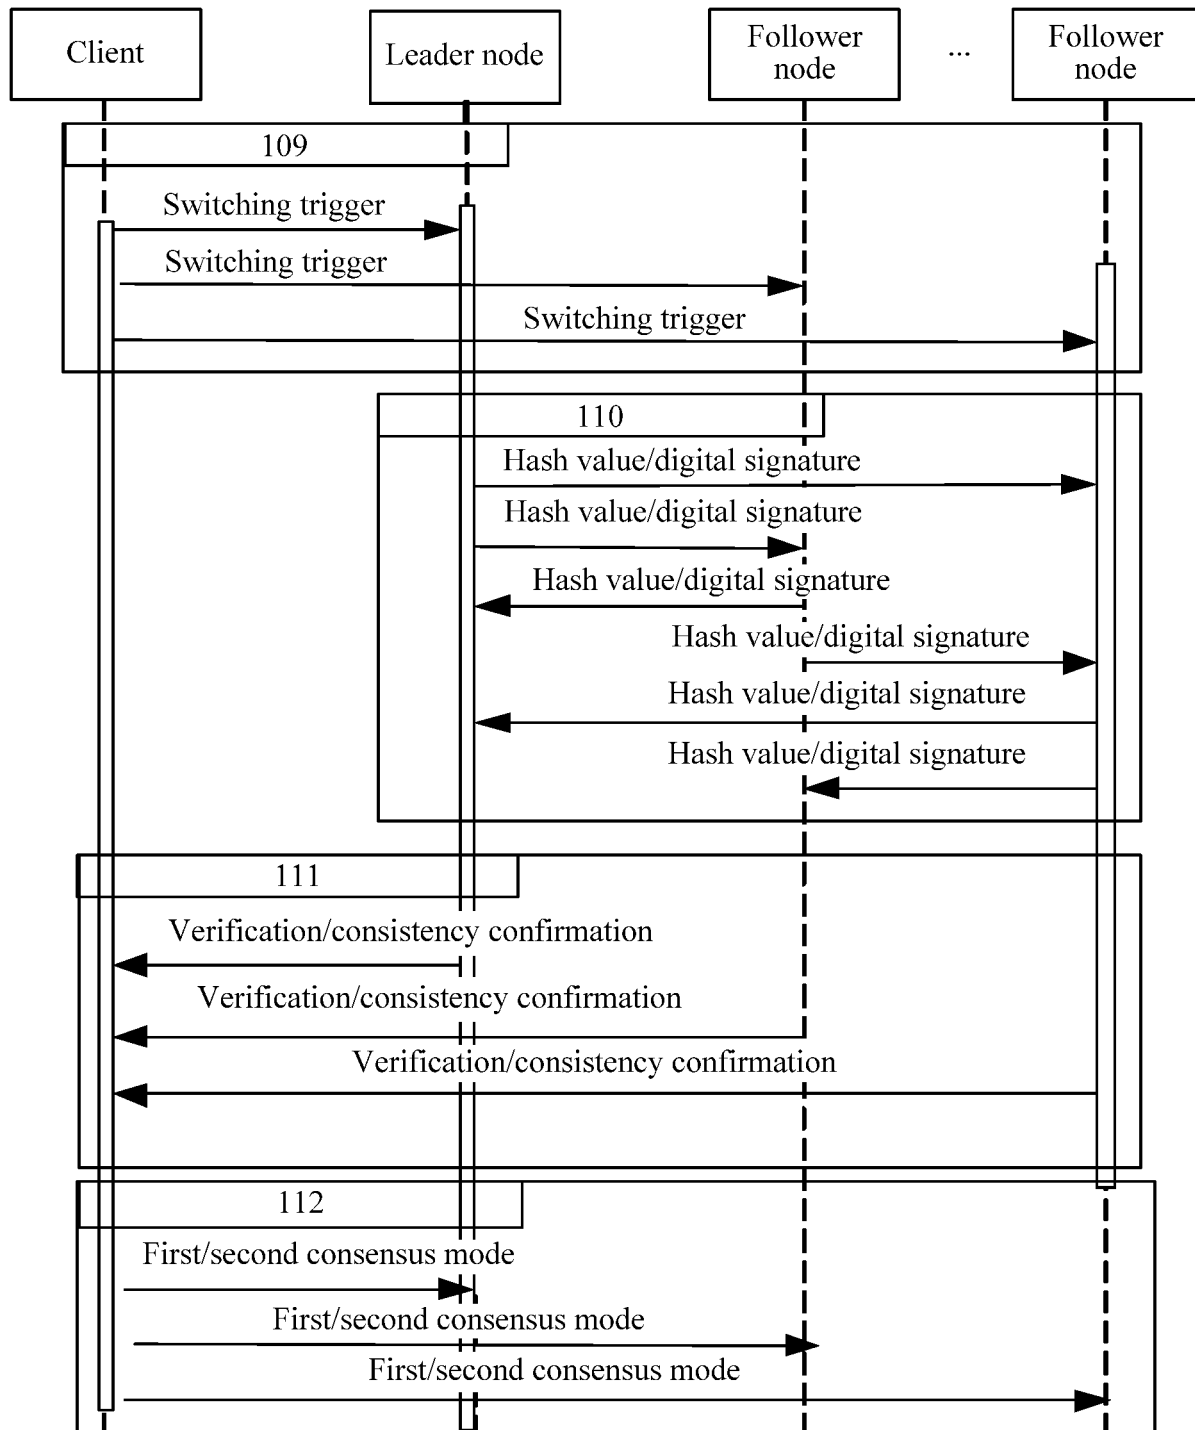 Client
Leader node
Follower
node
...
Follower
node
109
Switching trigger
Switching trigger
Switching trigger
110
Hash value/digital signature
Hash value/digital signature
Hash value/digital signature
Hash value/digital signature
Hash value/digital signature
Hash value/digital signature
111
Verification/consistency confirmation
Verification/consistency confirmation
Verification/consistency confirmation
112
First/second consensus mode
First/second consensus mode
First/second consensus mode